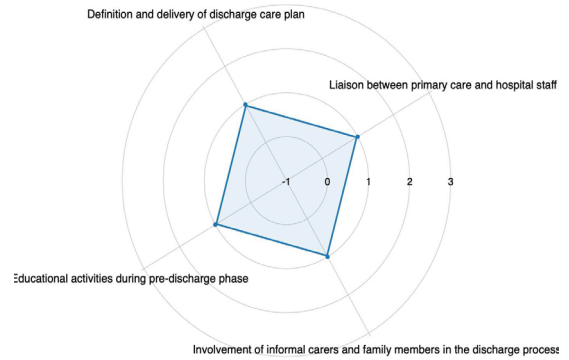 Definition and delivery of discharge care plan
Liaison between primary care and hospital staff
-1 0 1 2 3
Educational activities during pre-discharge phase
Involvement of informal carers and family members in the discharge process